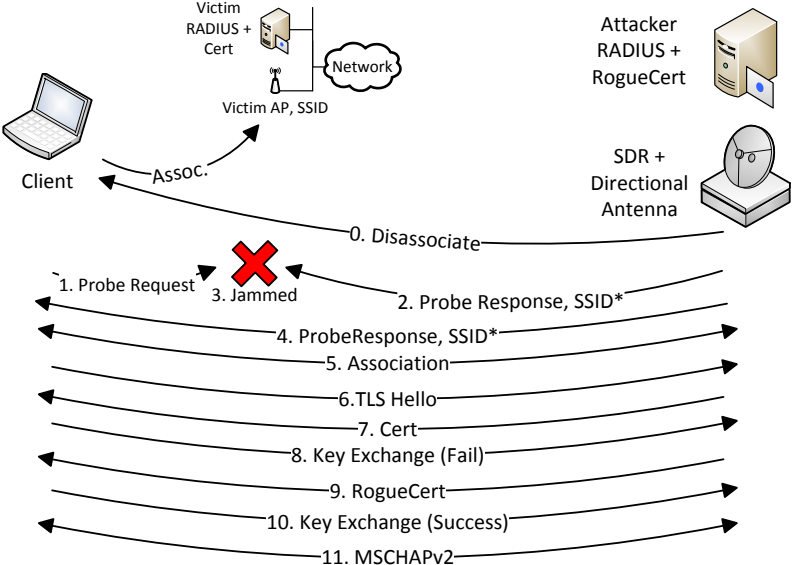 Victim
RADIUS +
Cert
Network
Victim AP, SSID
Attacker
RADIUS +
RogueCert
Client
Assoc.
SDR +
Directional
Antenna
0. Disassociate
1. Probe Request
3. Jammed
2. Probe Response, SSID*
4. ProbeResponse, SSID*
5. Association
6.TLS Hello
7. Cert
8. Key Exchange (Fail)
9. RogueCert
10. Key Exchange (Success)
11. MSCHAPv2